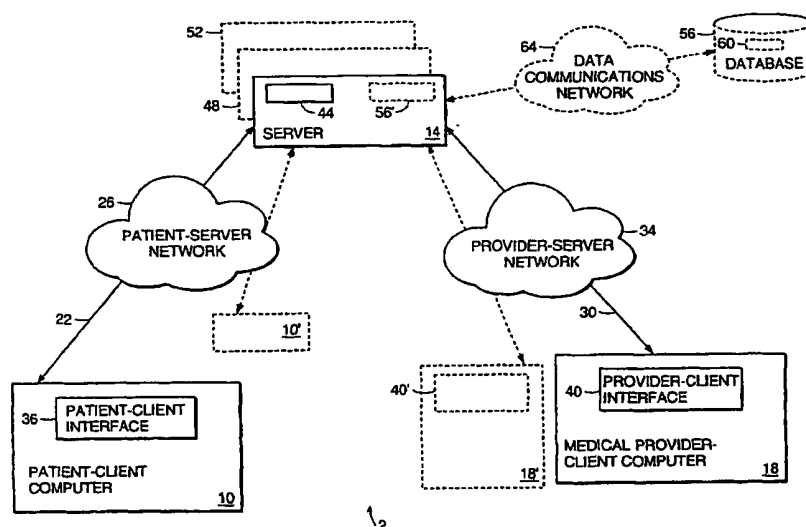 52
64
56
60
DATA
COMMUNICATIONS
NETWORK
DATABASE
48
44
56'
SERVER
14
26
PATIENT-SERVER
NETWORK
34
PROVIDER-SERVER
NETWORK
22
10'
30
40'
40
PROVIDER-CLIENT
INTERFACE
36
PATIENT-CLIENT
INTERFACE
MEDICAL PROVIDER-
CLIENT COMPUTER
18
18'
PATIENT-CLIENT
COMPUTER
10
2